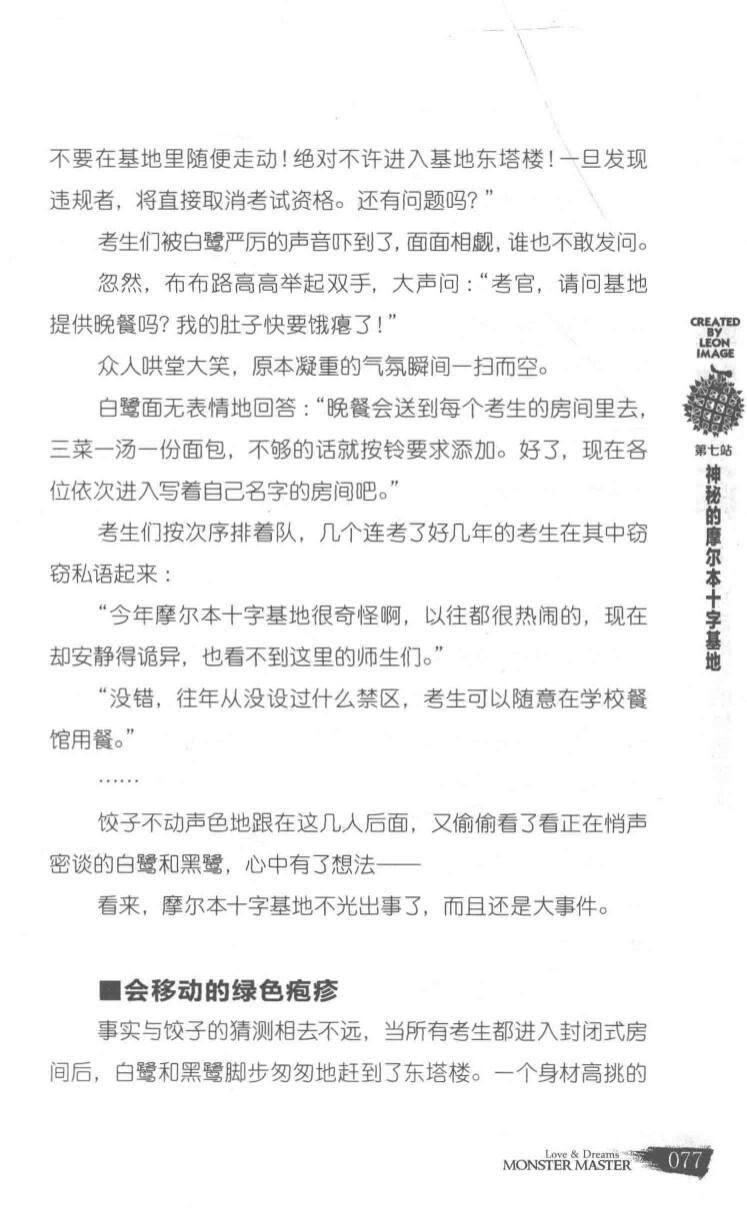 不要在基地里随便走动！绝对不许进入基地东塔楼！一旦发现
违规者，将直接取消考试资格。还有问题吗？”
考生们被白鹭严厉的声音吓到了，面面相觑，谁也不敢发问。
忽然，布布路高高举起双手，大声问：“考官，请问基地
提供晚餐吗？我的肚子快要饿瘪了！”
众人哄堂大笑，原本凝重的气氛瞬间一扫而空。
白鹭面无表情地回答：“晚餐会送到每个考生的房间里去，
三菜一汤一份面包，不够的话就按铃要求添加。好了，现在各
位依次进入写着自己名字的房间吧。”
考生们按次序排着队，几个连考了好几年的考生在其中窃
窃私语起来：
“今年摩尔本十字基地很奇怪啊，以往都很热闹的，现在
却安静得诡异，也看不到这里的师生们。”
“没错，往年从没设过什么禁区，考生可以随意在学校餐
馆用餐。”
……
饺子不动声色地跟在这几人后面，又偷偷看了看正在悄声
密谈的白鹭和黑鹭，心中有了想法——
看来，摩尔本十字基地不光出事了，而且还是大事件。
■会移动的绿色疱疹
事实与饺子的猜测相去不远，当所有考生都进入封闭式房
间后，白鹭和黑鹭脚步匆匆地赶到了东塔楼。一个身材高挑的
CREATED
BY
LEON
IMAGE
第七站
神秘的摩尔本十字基地
Love & Dreams
MONSTER MASTER
077